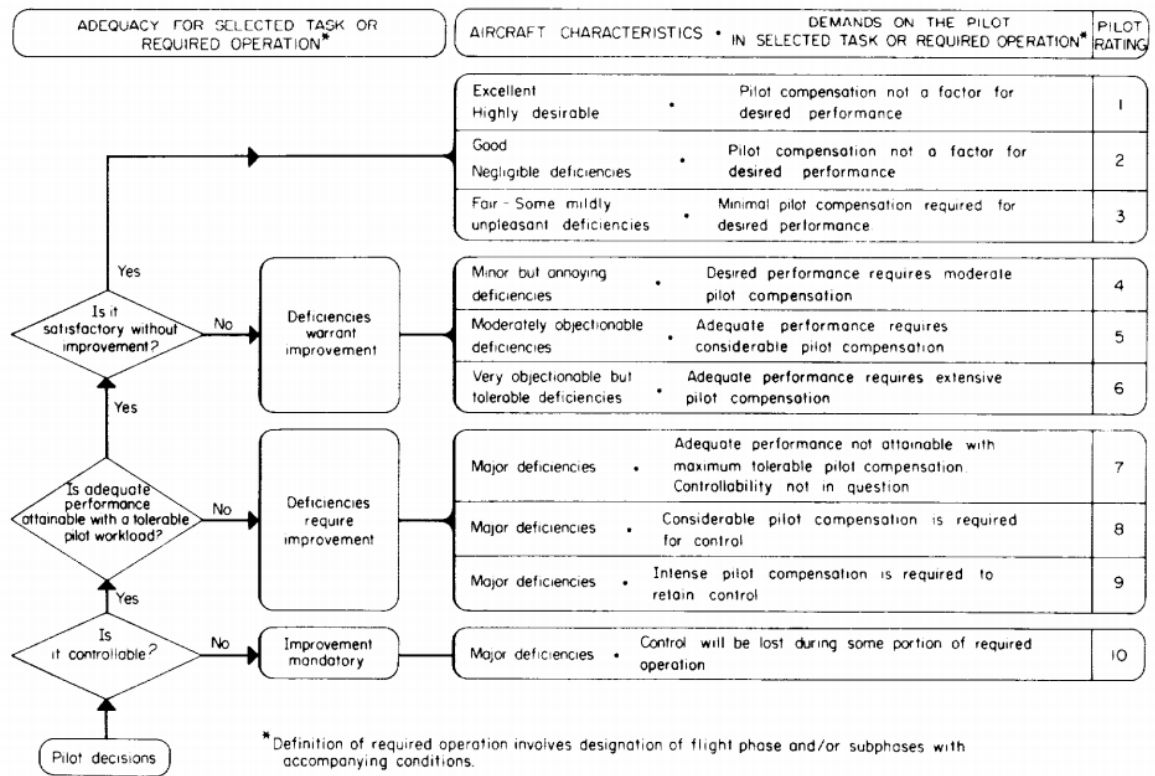 ADEQUACY FOR SELECTED TASK OR
REQUIRED OPERATION*
AIRCRAFT CHARACTERISTICS •
DEMANDS ON THE PILOT
IN SELECTED TASK OR REQUIRED OPERATION*
PILOT
RATING
Excellent
Highly desirable
•
Pilot compensation not a factor for
desired performance
1
Good
Negligible deficiencies
•
Pilot compensation not a factor for
desired performance
2
Fair - Some mildly
unpleasant deficiencies
•
Minimal pilot compensation required for
desired performance
3
Yes
Is it
satisfactory without
improvement?
No
Deficiencies
warrant
improvement
Minor but annoying
deficiencies
•
Desired performance requires moderate
pilot compensation
4
Moderately objectionable
deficiencies
•
Adequate performance requires
considerable pilot compensation
5
Very objectionable but
tolerable deficiencies
•
Adequate performance requires extensive
pilot compensation
6
Yes
Is adequate
performance
attainable with a tolerable
pilot workload?
No
Deficiencies
require
improvement
Major deficiencies
•
Adequate performance not attainable with
maximum tolerable pilot compensation.
Controllability not in question
7
Major deficiencies
•
Considerable pilot compensation is required
for control
8
Major deficiencies
•
Intense pilot compensation is required to
retain control
9
Yes
Is
it controllable?
No
Improvement
mandatory
Major deficiencies
•
Control will be lost during some portion of required
operation
10
Pilot decisions
*Definition of required operation involves designation of flight phase and/or subphases with
accompanying conditions.